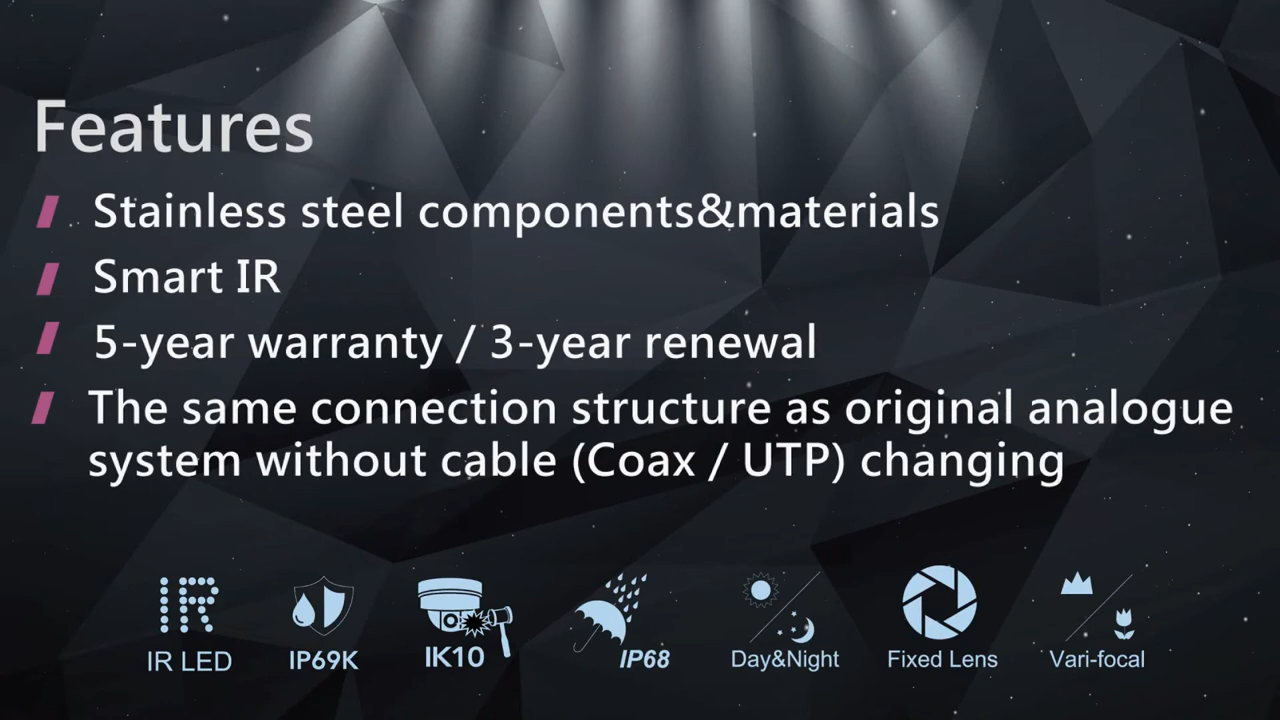 Features
Stainless steel components&materials
Smart IR
5-year warranty / 3-year renewal
The same connection structure as original analogue
system without cable (Coax / UTP) changing
IR
IR LED
IP69K
IK10
IP68
Day&Night
Fixed Lens
Vari-focal